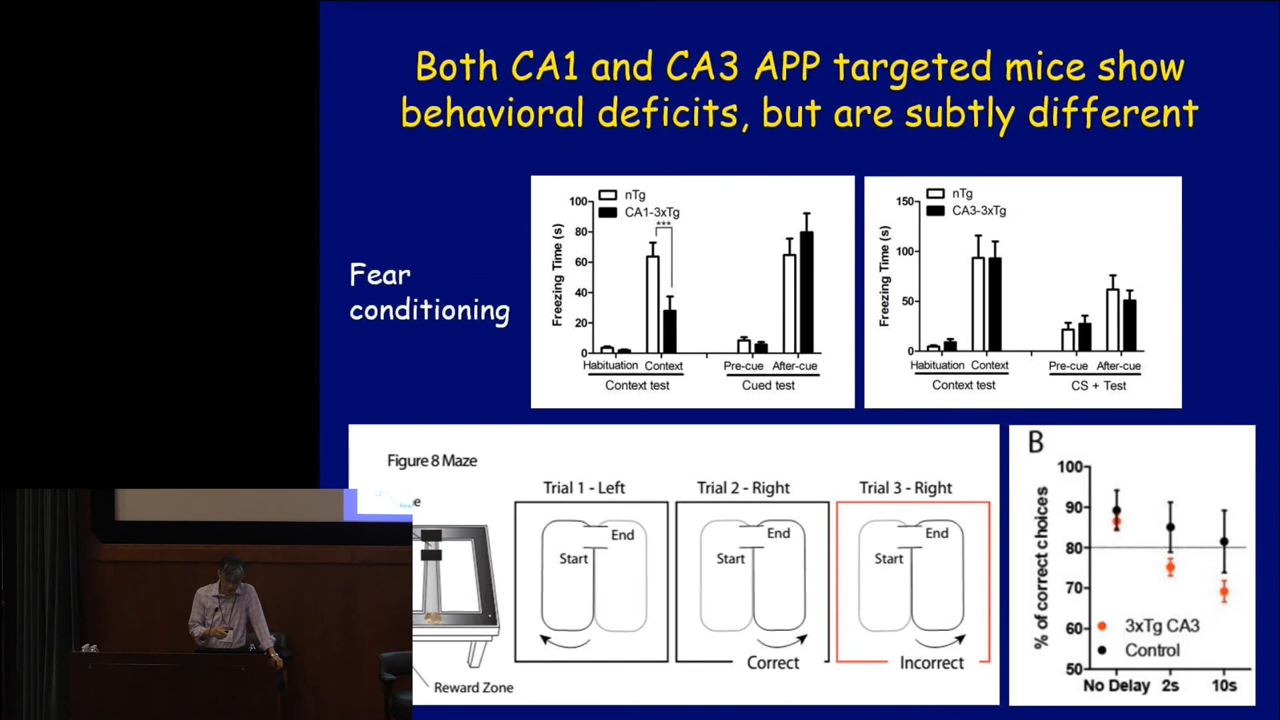 Both CA1 and CA3 APP targeted mice show
behavioral deficits, but are subtly different
Fear
conditioning
nTg
CA1-3xTg
***
Freezing Time (s)
100
80
60
40
20
0
Habituation Context
Context test
Pre-cue After-cue
Cued test
nTg
CA3-3xTg
Freezing Time (s)
150
100
50
0
Habituation Context
Context test
Pre-cue After-cue
CS + Test
Figure 8 Maze
Reward Zone
Trial 1 - Left
End
Start
Trial 2 - Right
End
Start
Correct
Trial 3 - Right
End
Start
Incorrect
B
% of correct choices
100
90
80
70
60
50
3xTg CA3
Control
No Delay 2s 10s